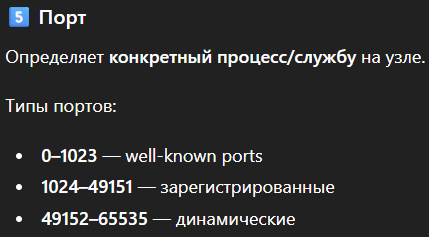 5 Порт
Определяет конкретный процесс/службу на узле.
Типы портов:
• 0–1023 — well-known ports
• 1024–49151 — зарегистрированные
• 49152–65535 — динамические